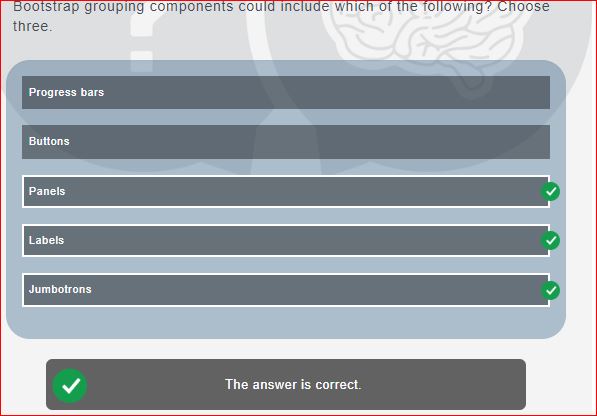 Bootstrap grouping components could include which of the following? Choose
three.
Progress bars
Buttons
Panels
Labels
Jumbotrons
The answer is correct.